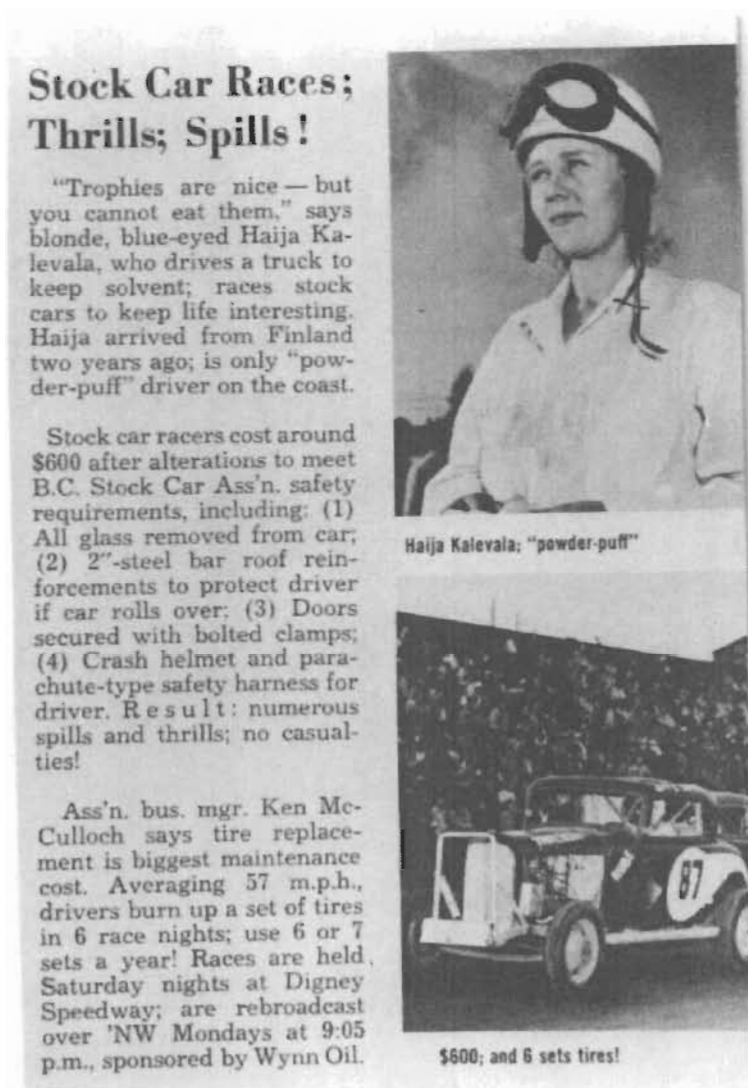 Stock Car Races;
Thrills; Spills!
"Trophies are nice — but
you cannot eat them," says
blonde, blue-eyed Haija Ka-
levala, who drives a truck to
keep solvent; races stock
cars to keep life interesting.
Haija arrived from Finland
two years ago; is only "pow-
der-puff" driver on the coast.
Stock car racers cost around
$600 after alterations to meet
B.C. Stock Car Ass'n. safety
requirements, including: (1)
All glass removed from car;
(2) 2"-steel bar roof rein-
forcements to protect driver
if car rolls over; (3) Doors
secured with bolted clamps;
(4) Crash helmet and para-
chute-type safety harness for
driver. Result: numerous
spills and thrills; no casual-
ties!
Ass'n. bus. mgr. Ken Mc-
Culloch says tire replace-
ment is biggest maintenance
cost. Averaging 57 m.p.h.,
drivers burn up a set of tires
in 6 race nights; use 6 or 7
sets a year! Races are held
Saturday nights at Digney
Speedway; are rebroadcast
over 'NW Mondays at 9:05
p.m., sponsored by Wynn Oil.
Haija Kalevala; "powder-puff"
87
$600; and 6 sets tires!